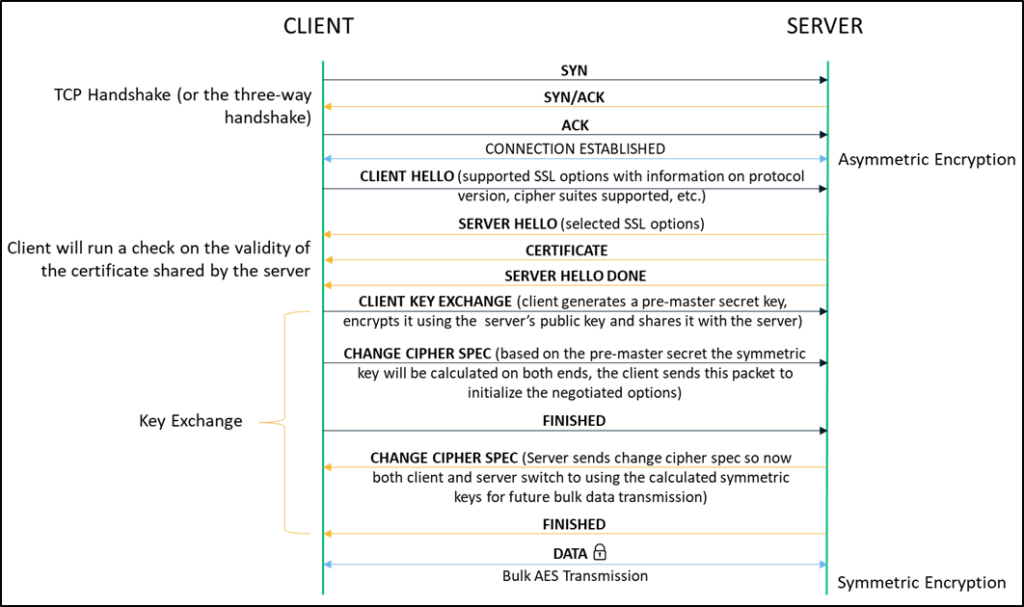 CLIENT
SERVER
SYN
TCP Handshake (or the three-way
handshake)
SYN/ACK
ACK
CONNECTION ESTABLISHED
Asymmetric Encryption
CLIENT HELLO (supported SSL options with information on protocol
version, cipher suites supported, etc.)
SERVER HELLO (selected SSL options)
Client will run a check on the validity of
the certificate shared by the server
CERTIFICATE
SERVER HELLO DONE
CLIENT KEY EXCHANGE (client generates a pre-master secret key,
encrypts it using the server's public key and shares it with the server)
CHANGE CIPHER SPEC (based on the pre-master secret the symmetric
key will be calculated on both ends, the client sends this packet to
initialize the negotiated options)
Key Exchange
FINISHED
CHANGE CIPHER SPEC (Server sends change cipher spec so now
both client and server switch to using the calculated symmetric
keys for future bulk data transmission)
FINISHED
DATA
Bulk AES Transmission
Symmetric Encryption